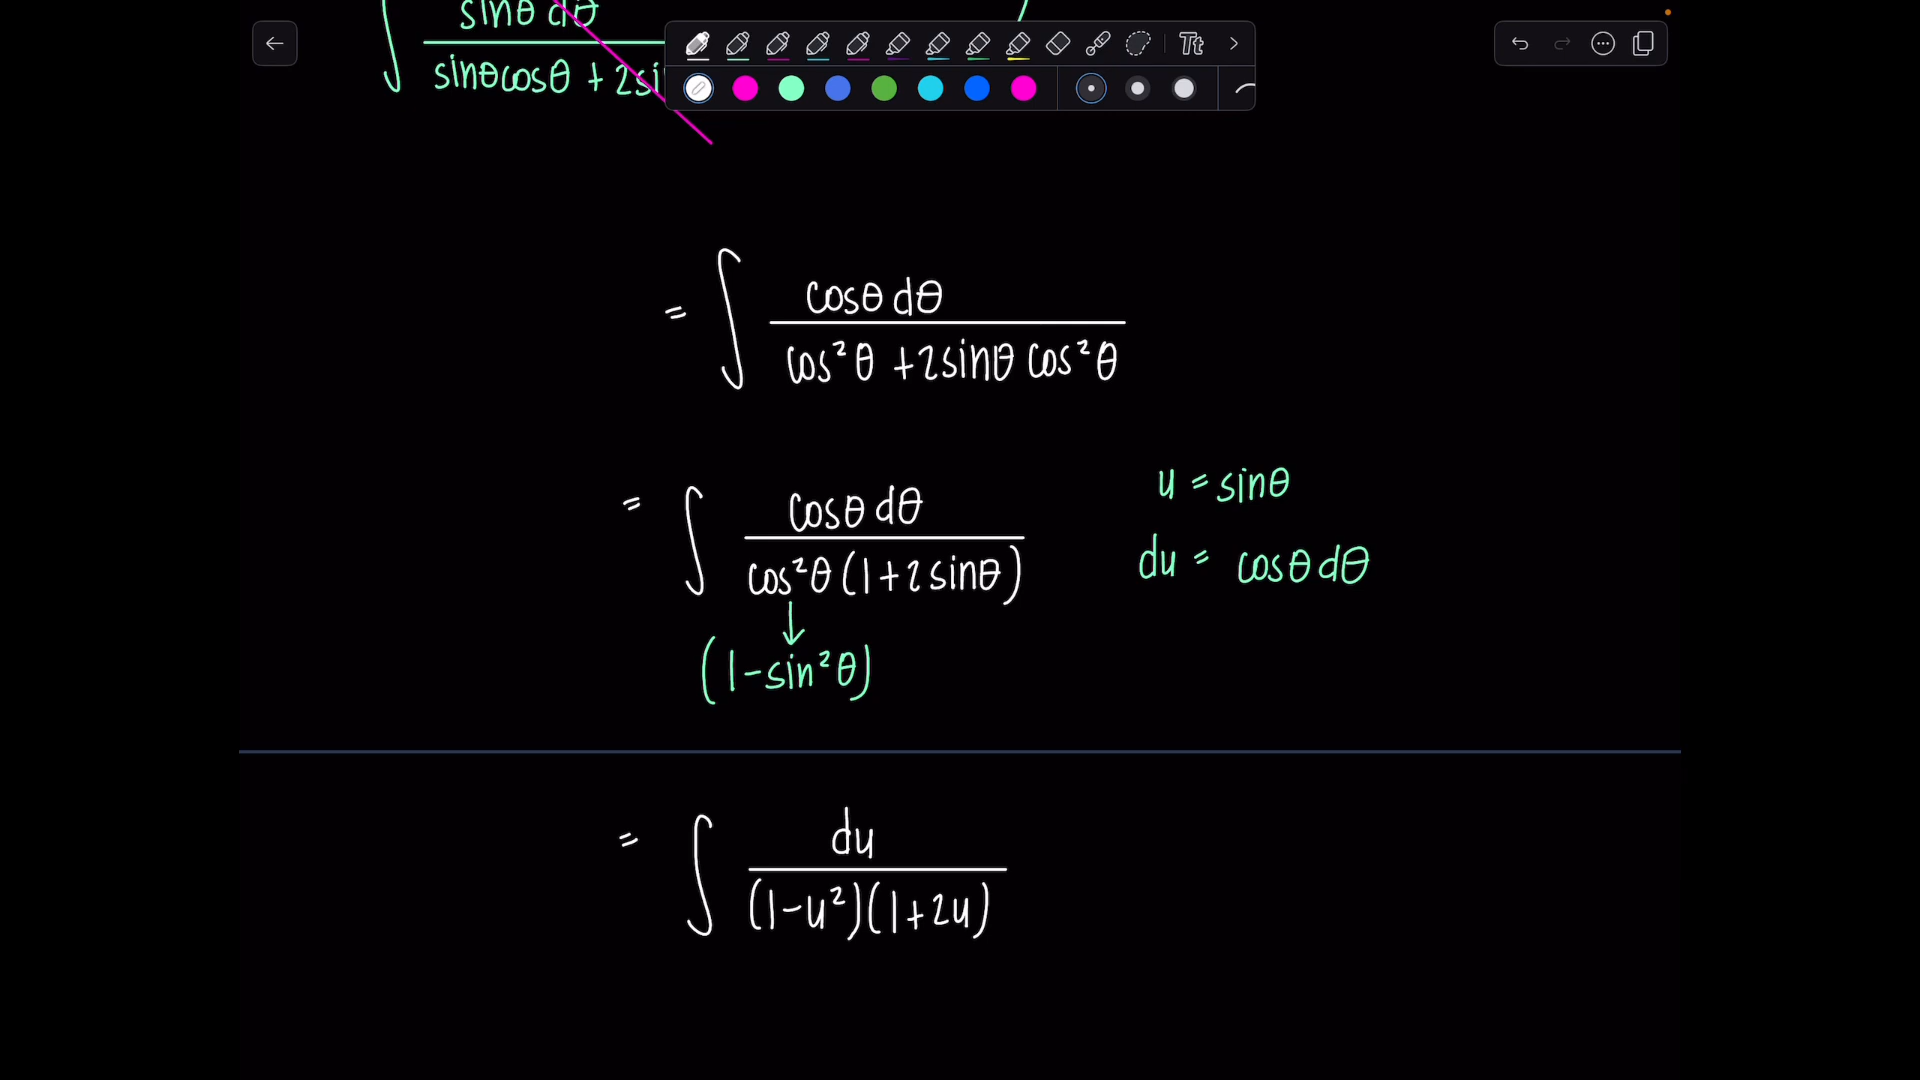 ∫ sinθ dθ / sinθcosθ + 2si
Tt
= ∫ cosθ dθ / cos²θ + 2sinθ cos²θ
= ∫ cosθ dθ / cos²θ (1 + 2 sinθ)
u = sinθ
du = cosθ dθ
↓
(1 - sin²θ)
= ∫ du / (1 - u²)(1 + 2u)